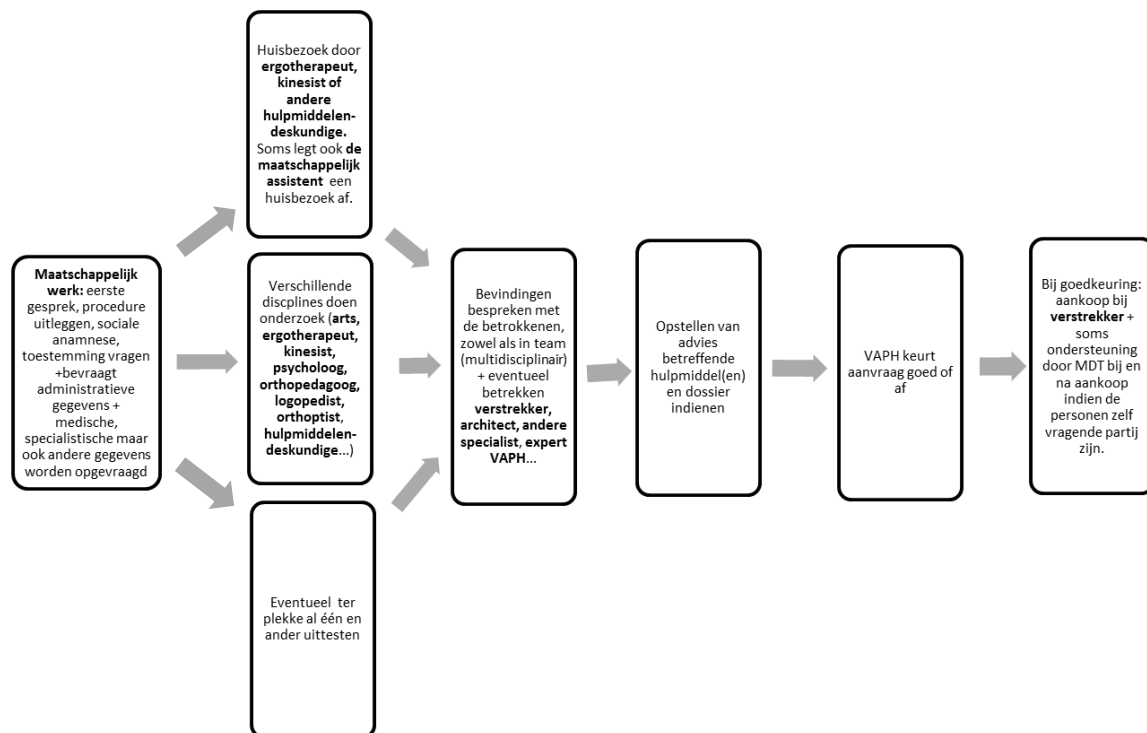 Maatschappelijk
werk: eerste
gesprek, procedure
uitleggen, sociale
anamnese,
toestemming vragen
+bevraagt
administratieve
gegevens +
medische,
specialistische maar
ook andere gegevens
worden opgevraagd
Huisbezoek door
ergotherapeut,
kinesist of
andere
hulpmiddelen-
deskundige.
Soms legt ook de
maatschappelijk
assistent een
huisbezoek af.
Verschillende
discplines doen
onderzoek (arts,
ergotherapeut,
kinesist,
psycholoog,
orthopedagoog,
logopedist,
orthoptist,
hulpmiddelen-
deskundige...)
Eventueel ter
plekke al één en
ander uittesten
Bevindingen
bespreken met
de betrokkenen,
zowel als in team
(multidisciplinair)
+ eventueel
betrekken
verstrekker,
architect, andere
specialist, expert
VAPH...
Opstellen van
advies
betreffende
hulpmiddel(en)
en dossier
indienen
VAPH keurt
aanvraag goed of
af
Bij goedkeuring:
aankoop bij
verstrekker +
soms
ondersteuning
door MDT bij en
na aankoop
indien de
personen zelf
vragende partij
zijn.